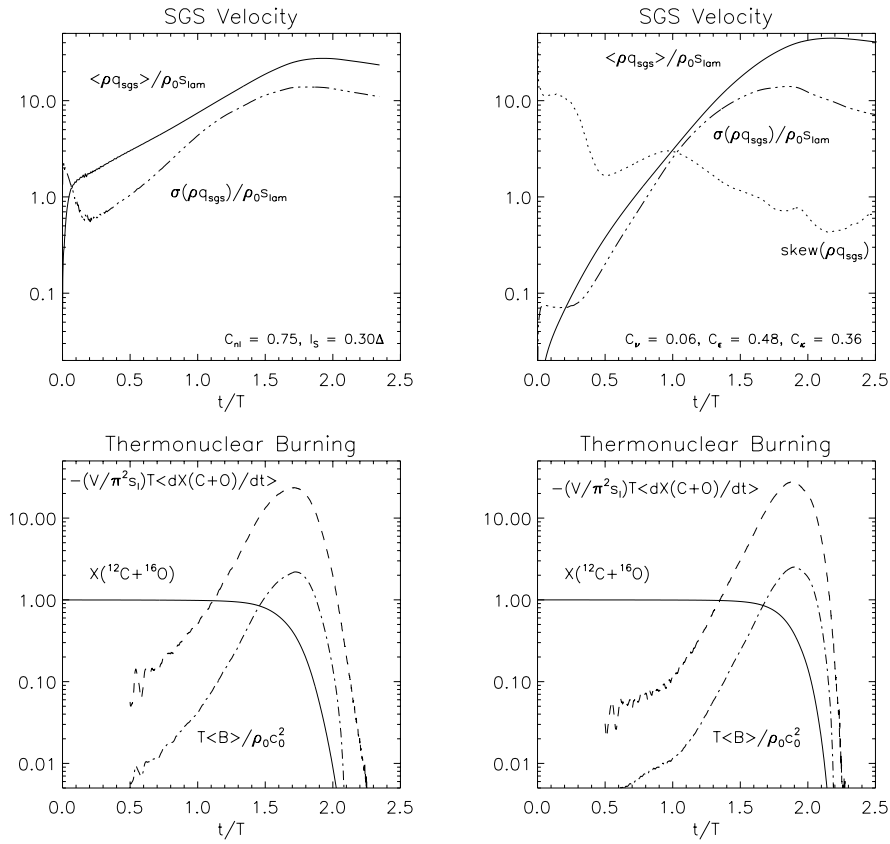 SGS Velocity
<ρq_sgs>/ρ₀s_lam
σ(ρq_sgs)/ρ₀s_lam
C_nl = 0.75, l_S = 0.30Δ
10.0
1.0
0.1
0.0 0.5 1.0 1.5 2.0 2.5
t/T
SGS Velocity
<ρq_sgs>/ρ₀s_lam
σ(ρq_sgs)/ρ₀s_lam
skew(ρq_sgs)
C_ν = 0.06, C_ϵ = 0.48, C_κ = 0.36
10.0
1.0
0.1
0.0 0.5 1.0 1.5 2.0 2.5
t/T
Thermonuclear Burning
−(V/π²s_l)T<dX(C+O)/dt>
X(¹²C+¹⁶O)
T<B>/ρ₀c₀²
10.00
1.00
0.10
0.01
0.0 0.5 1.0 1.5 2.0 2.5
t/T
Thermonuclear Burning
−(V/π²s_l)T<dX(C+O)/dt>
X(¹²C+¹⁶O)
T<B>/ρ₀c₀²
10.00
1.00
0.10
0.01
0.0 0.5 1.0 1.5 2.0 2.5
t/T